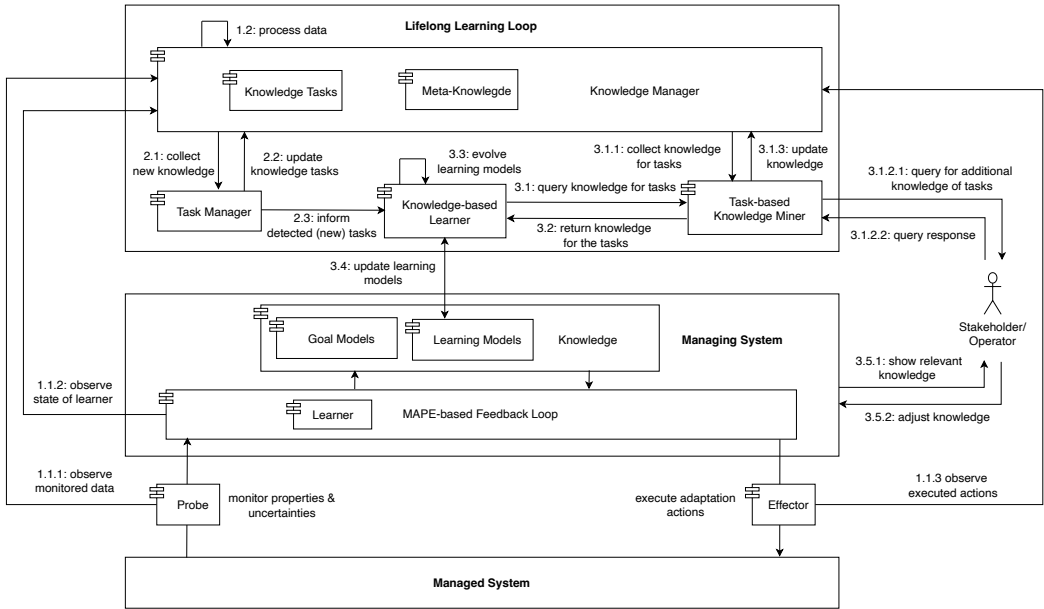 Lifelong Learning Loop
1.2: process data
Knowledge Tasks
Meta-Knowlegde
Knowledge Manager
2.1: collect
new knowledge
2.2: update
knowledge tasks
3.3: evolve
learning models
3.1.1: collect knowledge
for tasks
3.1.3: update
knowledge
3.1.2.1: query for additional
knowledge of tasks
Task Manager
2.3: inform
detected (new) tasks
Knowledge-based
Learner
3.1: query knowledge for tasks
3.2: return knowledge
for the tasks
Task-based
Knowledge Miner
3.1.2.2: query response
3.4: update learning
models
Stakeholder/
Operator
Goal Models
Learning Models
Knowledge
Managing System
3.5.1: show relevant
knowledge
3.5.2: adjust knowledge
1.1.2: observe
state of learner
Learner
MAPE-based Feedback Loop
1.1.1: observe
monitored data
Probe
monitor properties &
uncertainties
execute adaptation
actions
Effector
1.1.3 observe
executed actions
Managed System